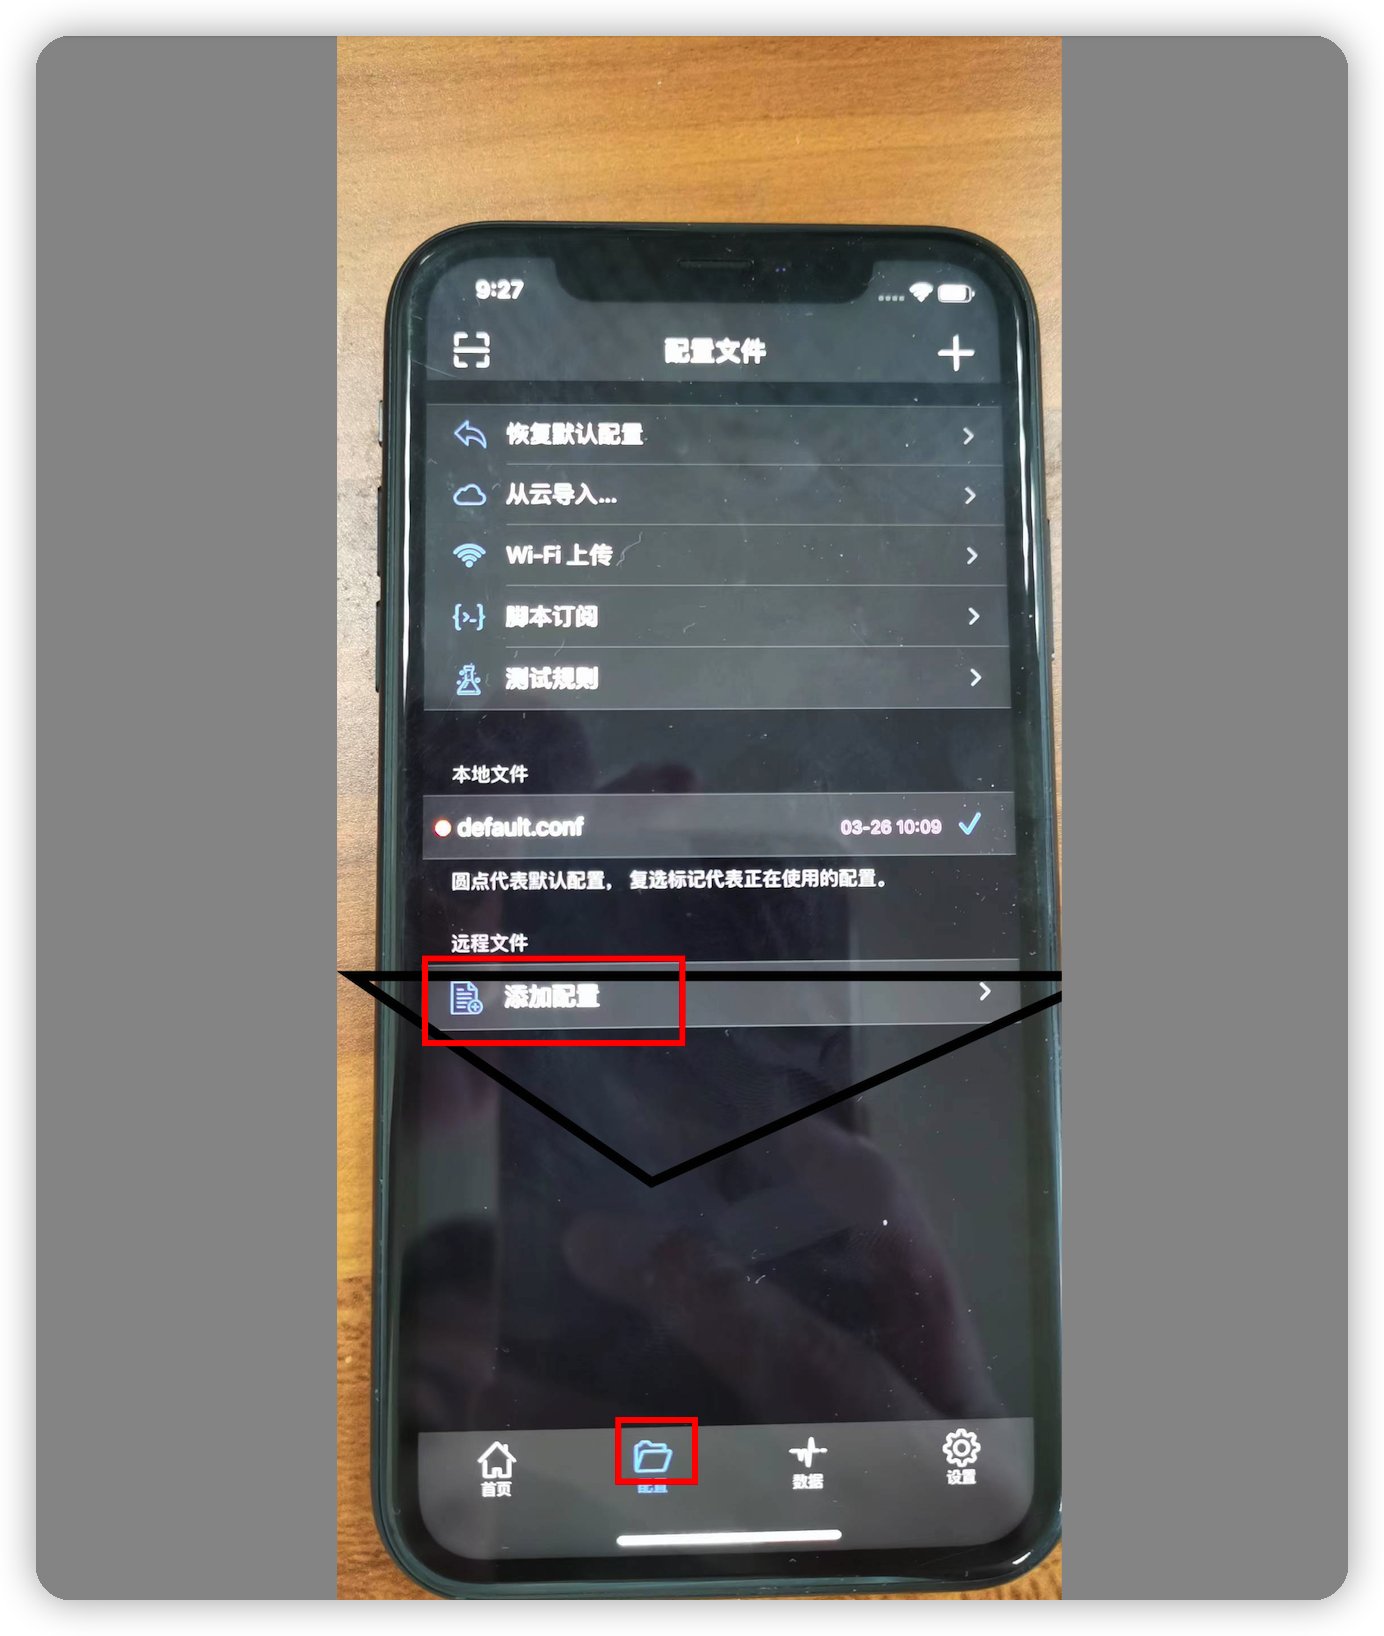 9:27
配置文件
恢复默认配置
从云导入...
Wi-Fi 上传
脚本订阅
测试规则
本地文件
default.conf 03-26 10:09
圆点代表默认配置，复选标记代表正在使用的配置。
远程文件
添加配置
首页 配置 数据 设置